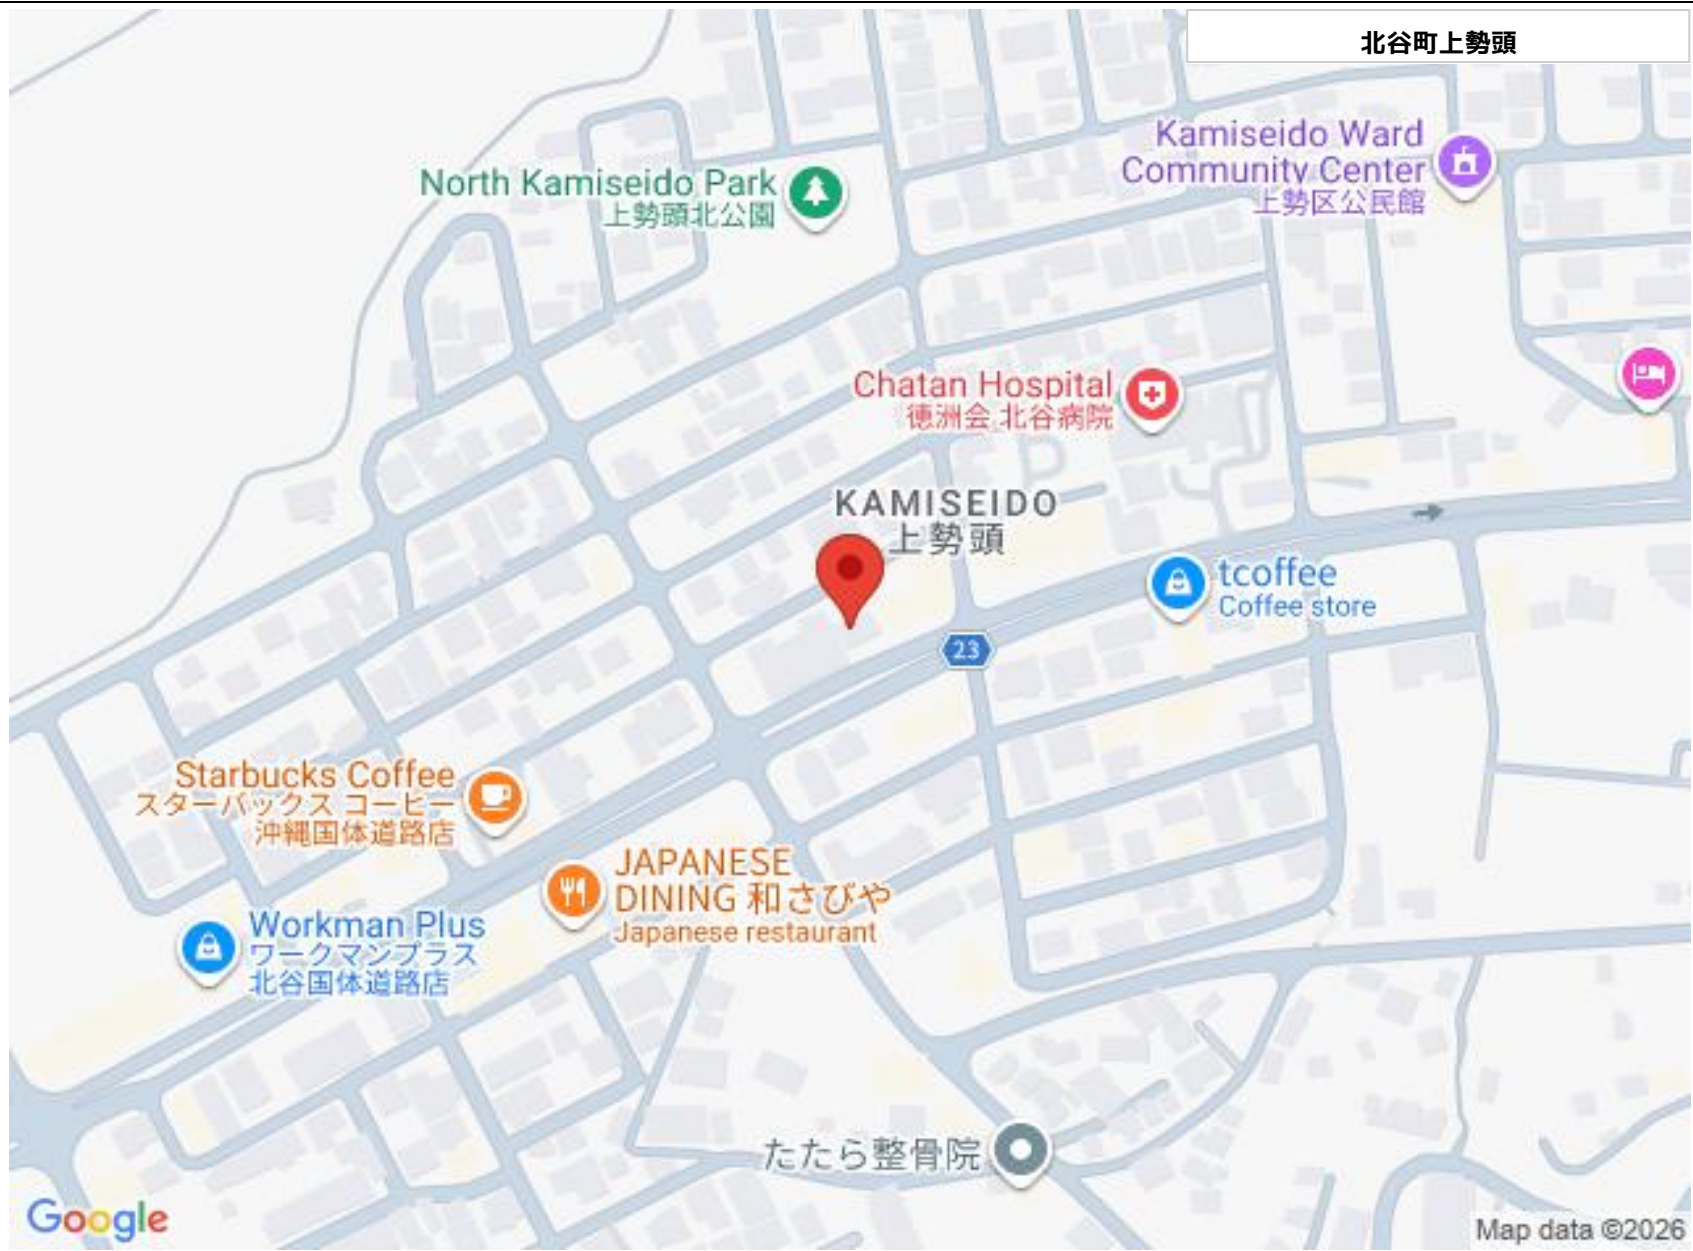 北谷町上勢頭
Kamiseido Ward
Community Center
上勢区公民館
North Kamiseido Park
上勢頭北公園
Chatan Hospital
徳洲会 北谷病院
KAMISEIDO
上勢頭
tcoffee
Coffee store
23
Starbucks Coffee
スターバックス コーヒー
沖縄国体道路店
JAPANESE
DINING 和さびや
Japanese restaurant
Workman Plus
ワークマンプラス
北谷国体道路店
たたら整骨院
Google
Map data ©2026